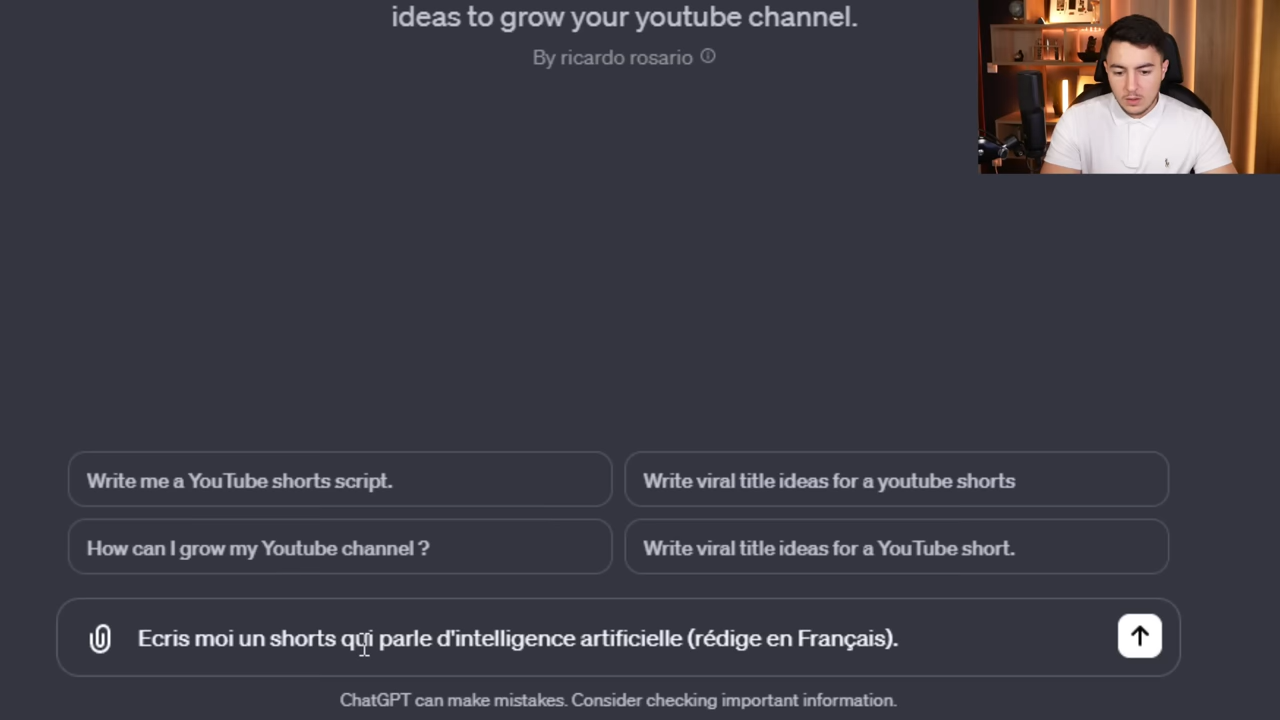 ideas to grow your youtube channel.
By ricardo rosario
Write me a YouTube shorts script.
Write viral title ideas for a youtube shorts
How can I grow my Youtube channel ?
Write viral title ideas for a YouTube short.
Ecris moi un shorts qui parle d'intelligence artificielle (rédige en Français).
ChatGPT can make mistakes. Consider checking important information.